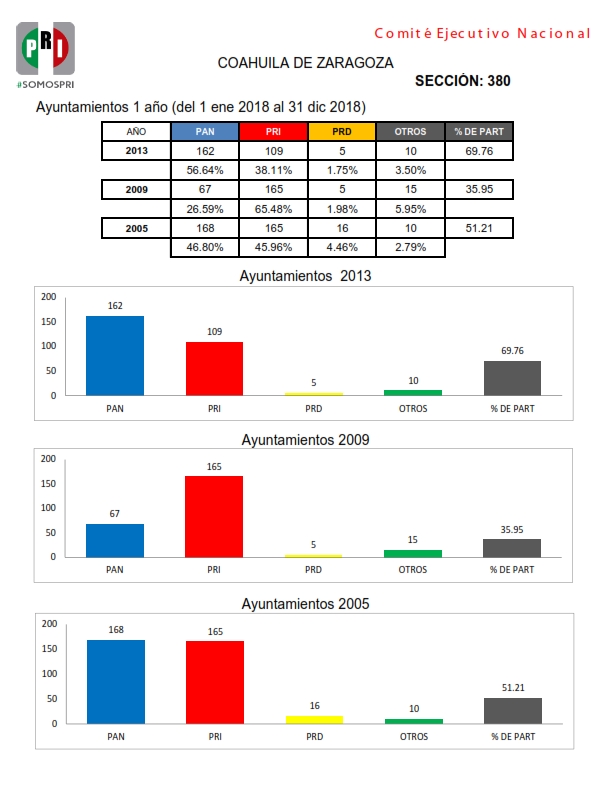 Comité Ejecutivo Nacional
PRI
#SOMOSPRI
COAHUILA DE ZARAGOZA
SECCIÓN: 380
Ayuntamientos 1 año (del 1 ene 2018 al 31 dic 2018)
AÑO PAN PRI PRD OTROS % DE PART
2013 162 109 5 10 69.76
56.64% 38.11% 1.75% 3.50%
2009 67 165 5 15 35.95
26.59% 65.48% 1.98% 5.95%
2005 168 165 16 10 51.21
46.80% 45.96% 4.46% 2.79%
Ayuntamientos 2013
200
150
100
50
0
162 109 5 10 69.76
PAN PRI PRD OTROS % DE PART
Ayuntamientos 2009
200
150
100
50
0
67 165 5 15 35.95
PAN PRI PRD OTROS % DE PART
Ayuntamientos 2005
200
150
100
50
0
168 165 16 10 51.21
PAN PRI PRD OTROS % DE PART